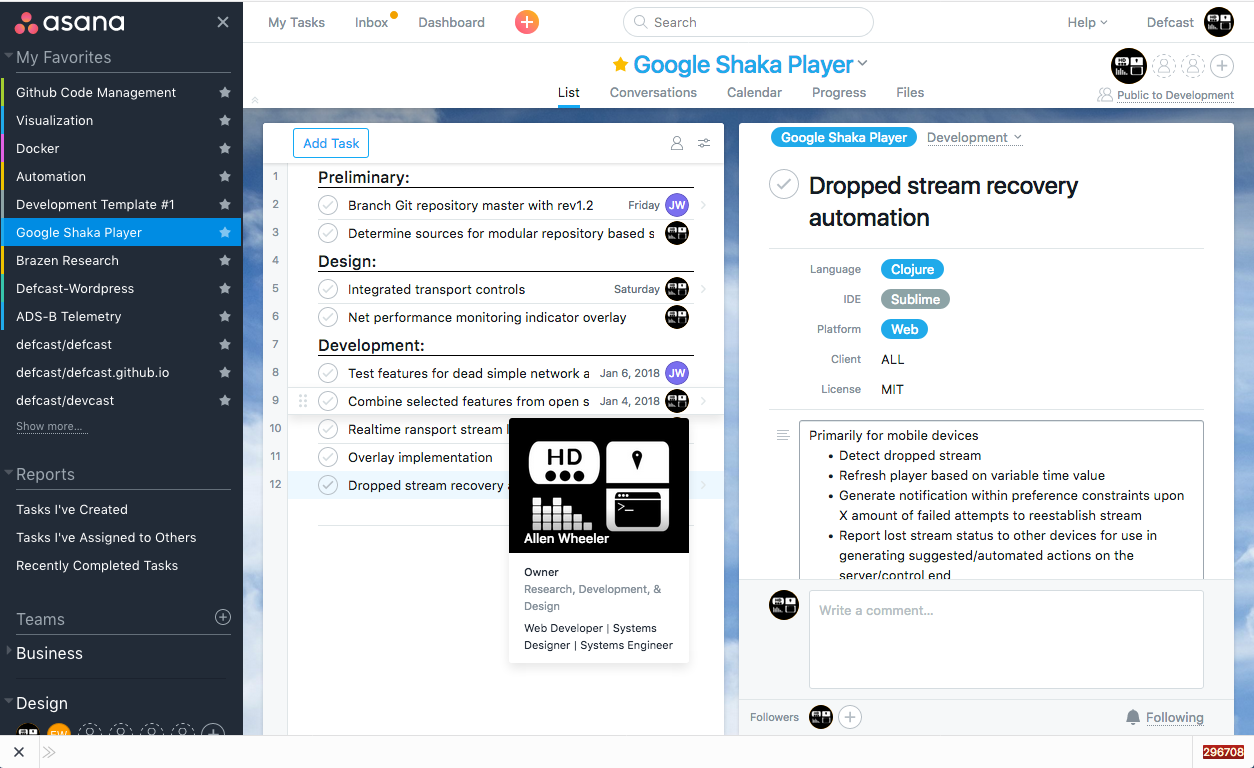 asana
My Tasks
Inbox
Dashboard
Search
Help
Defcast
My Favorites
Github Code Management
Visualization
Docker
Automation
Development Template #1
Google Shaka Player
Brazen Research
Defcast-Wordpress
ADS-B Telemetry
defcast/defcast
defcast/defcast.github.io
defcast/devcast
Show more...
Reports
Tasks I've Created
Tasks I've Assigned to Others
Recently Completed Tasks
Teams
Business
Design
Google Shaka Player
Public to Development
List
Conversations
Calendar
Progress
Files
Add Task
1 Preliminary:
2 Branch Git repository master with rev1.2 Friday JW
3 Determine sources for modular repository based s
4 Design:
5 Integrated transport controls Saturday
6 Net performance monitoring indicator overlay
7 Development:
8 Test features for dead simple network a Jan 6, 2018 JW
9 Combine selected features from open s Jan 4, 2018
10 Realtime ransport stream
11 Overlay implementation
12 Dropped stream recovery
HD
>_
Allen Wheeler
Owner
Research, Development, &
Design
Web Developer | Systems
Designer | Systems Engineer
Google Shaka Player
Development
Dropped stream recovery
automation
Language Clojure
IDE Sublime
Platform Web
Client ALL
License MIT
Primarily for mobile devices
• Detect dropped stream
• Refresh player based on variable time value
• Generate notification within preference constraints upon
X amount of failed attempts to reestablish stream
• Report lost stream status to other devices for use in
generating suggested/automated actions on the
server/control end
Write a comment...
Followers
Following
296708